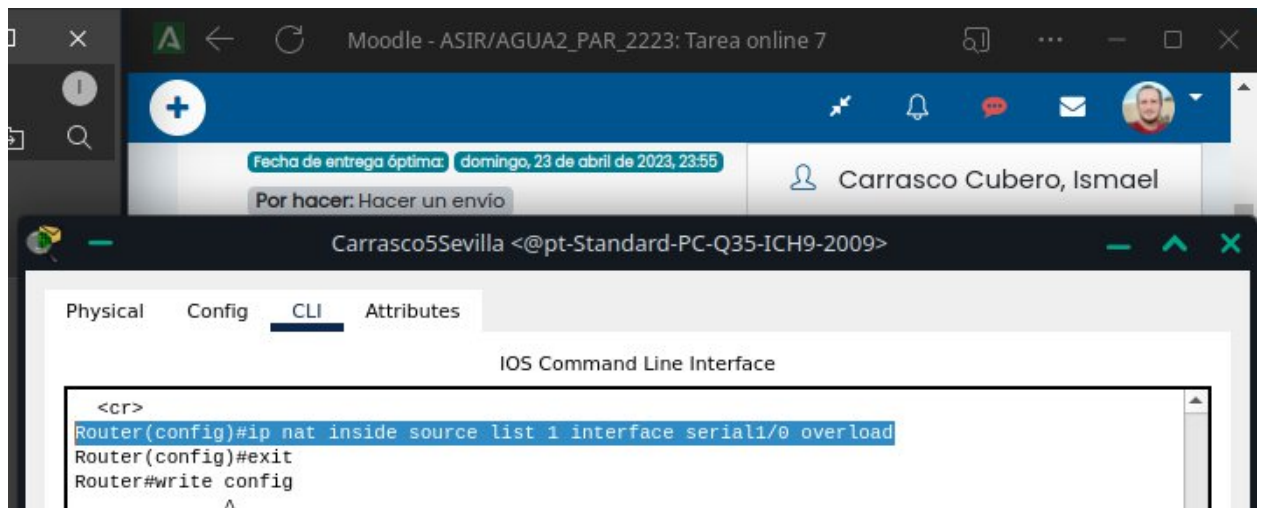 Moodle - ASIR/AGUA2_PAR_2223: Tarea online 7
Fecha de entrega óptima: domingo, 23 de abril de 2023, 23:55
Por hacer: Hacer un envío
Carrasco Cubero, Ismael
Carrasco5Sevilla <@pt-Standard-PC-Q35-ICH9-2009>
Physical Config CLI Attributes
IOS Command Line Interface
<cr>
Router(config)#ip nat inside source list 1 interface serial1/0 overload
Router(config)#exit
Router#write config
^